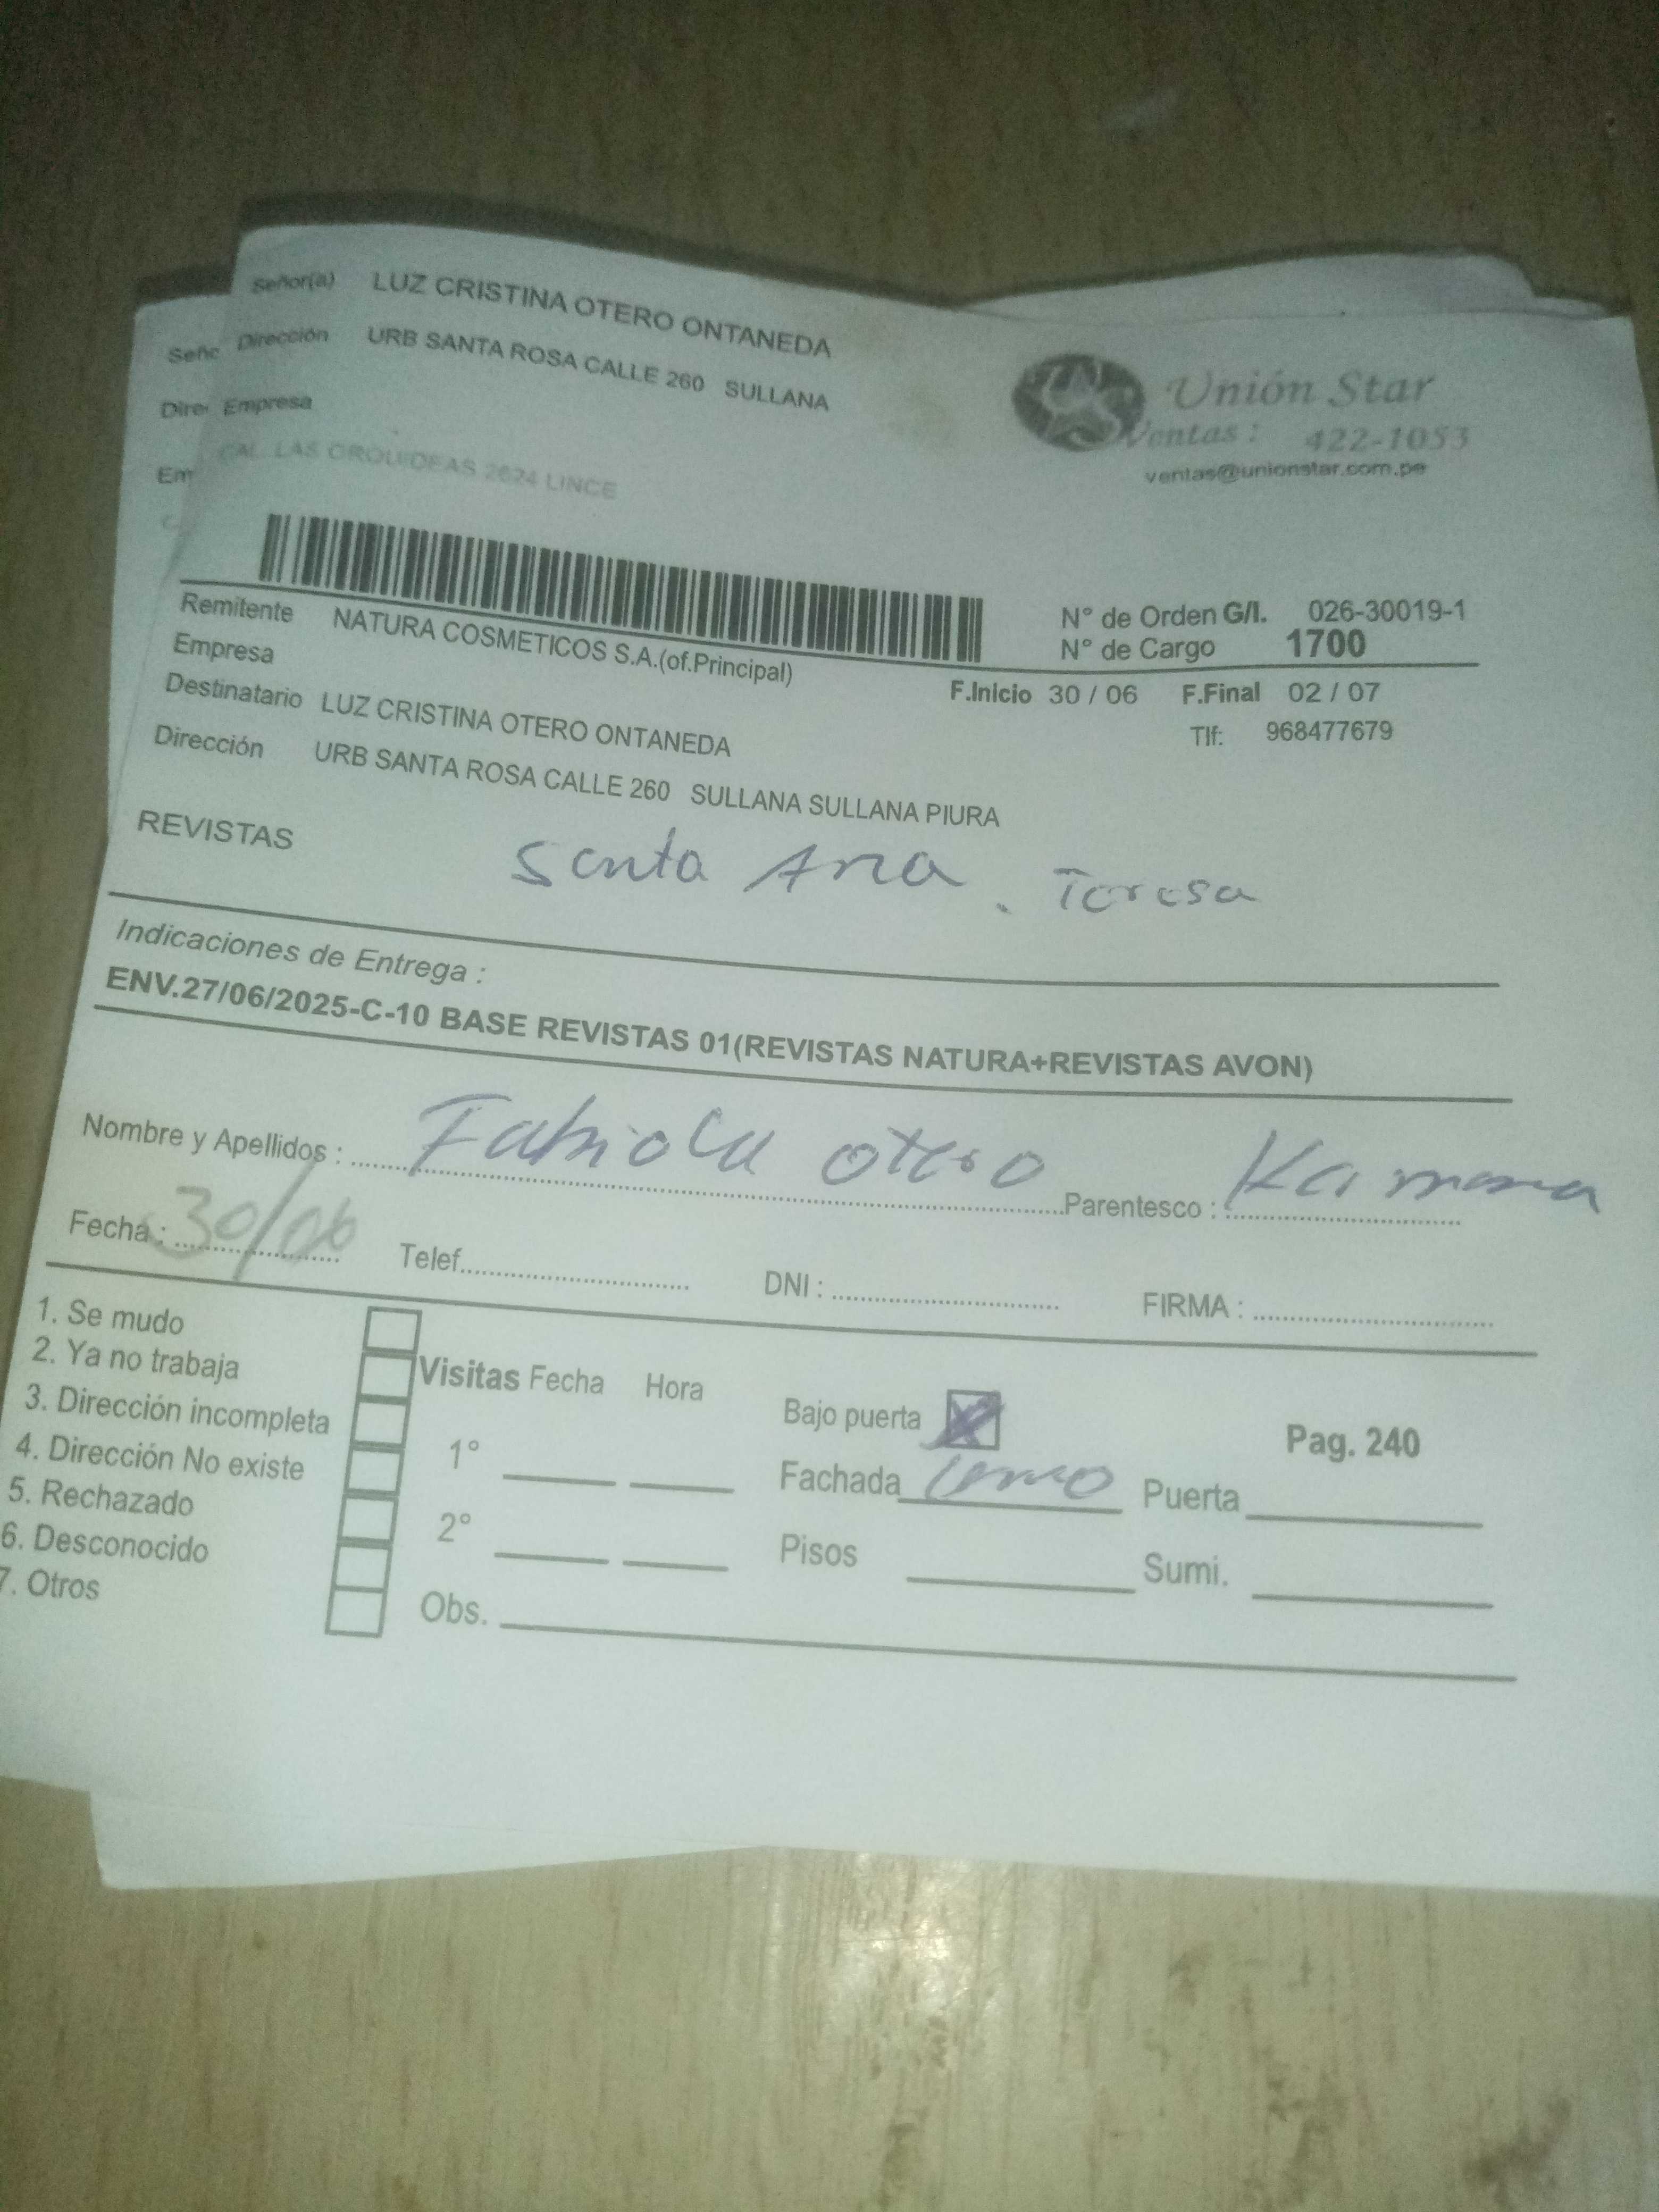 Señor(a) LUZ CRISTINA OTERO ONTANEDA
Dirección URB SANTA ROSA CALLE 260 SULLANA
Empresa
CAL. LAS ORQUIDEAS 2624 LINCE
Señ
Dire
Em
Unión Star
Ventas : 422-1053
ventas@unionstar.com.pe
Remitente NATURA COSMETICOS S.A.(of.Principal)
N° de Orden G/I. 026-30019-1
Empresa
N° de Cargo 1700
F.Inicio 30 / 06 F.Final 02 / 07
Destinatario LUZ CRISTINA OTERO ONTANEDA
Tlf: 968477679
Dirección URB SANTA ROSA CALLE 260 SULLANA SULLANA PIURA
REVISTAS
Santa Ana . Teresa
Indicaciones de Entrega :
ENV.27/06/2025-C-10 BASE REVISTAS 01(REVISTAS NATURA+REVISTAS AVON)
Nombre y Apellidos : Fabiola Otero Parentesco :
Fecha : 30/06 Telef. DNI : FIRMA :
1. Se mudo
2. Ya no trabaja
3. Dirección incompleta
4. Dirección No existe
5. Rechazado
6. Desconocido
7. Otros
Visitas Fecha Hora
1°
2°
Obs.
Bajo puerta X Pag. 240
Fachada Puerta
Pisos Sumi.